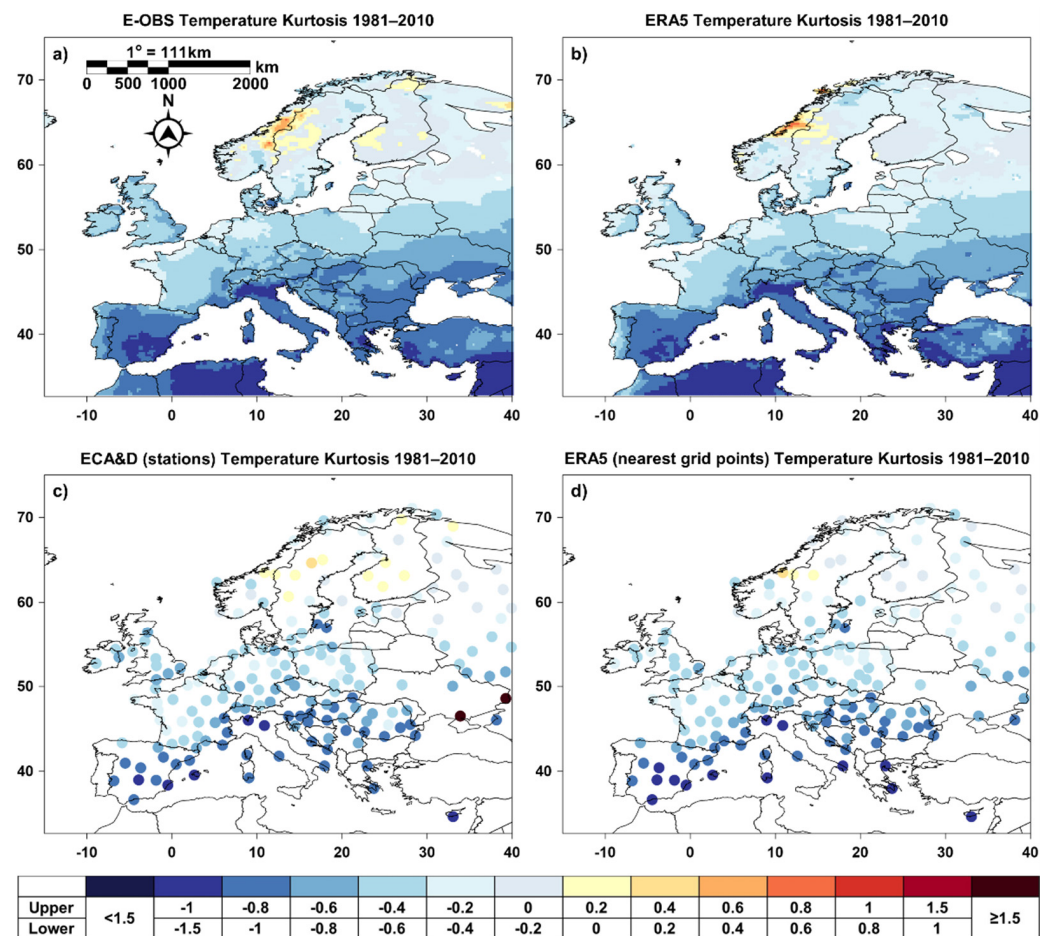 E-OBS Temperature Kurtosis 1981–2010
a)
1° = 111km
km
0 500 1000 2000
N
70
60
50
40
-10 0 10 20 30 40
ERA5 Temperature Kurtosis 1981–2010
b)
70
60
50
40
-10 0 10 20 30 40
ECA&D (stations) Temperature Kurtosis 1981–2010
c)
70
60
50
40
-10 0 10 20 30 40
ERA5 (nearest grid points) Temperature Kurtosis 1981–2010
d)
70
60
50
40
-10 0 10 20 30 40
Upper <1.5 -1 -0.8 -0.6 -0.4 -0.2 0 0.2 0.4 0.6 0.8 1 1.5 ≥1.5
Lower -1.5 -1 -0.8 -0.6 -0.4 -0.2 0 0.2 0.4 0.6 0.8 1